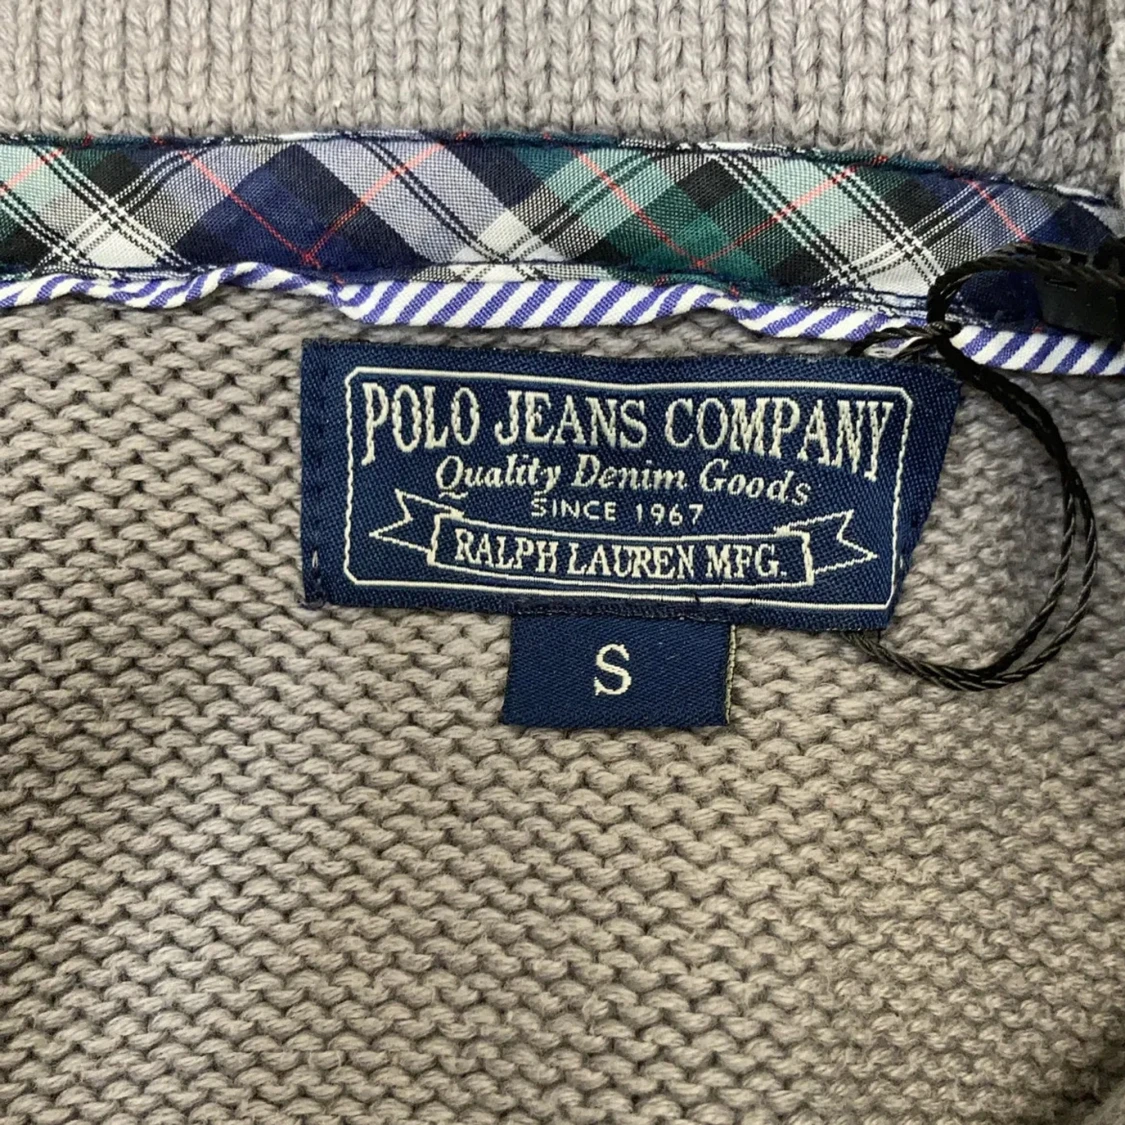 POLO JEANS COMPANY
Quality Denim Goods
SINCE 1967
RALPH LAUREN MFG.
S